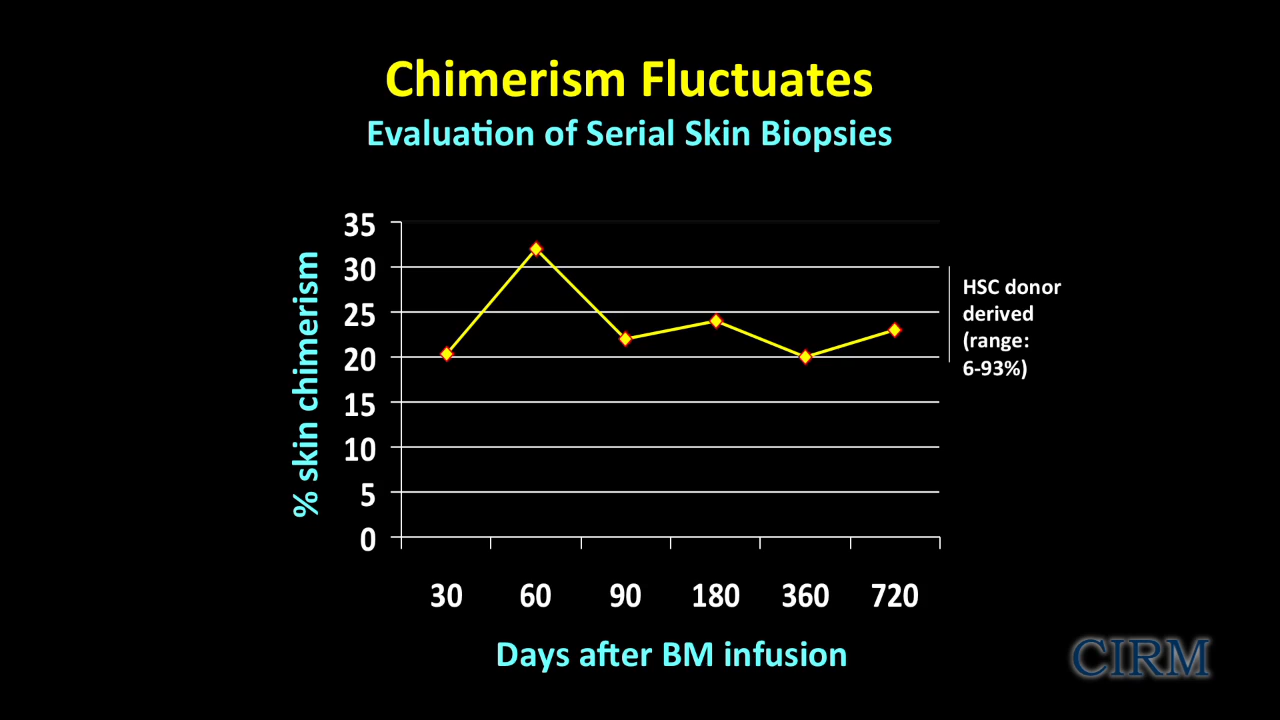 Chimerism Fluctuates
Evaluation of Serial Skin Biopsies
% skin chimerism
35
30
25
20
15
10
5
0
HSC donor
derived
(range:
6-93%)
30 60 90 180 360 720
Days after BM infusion
CIRM